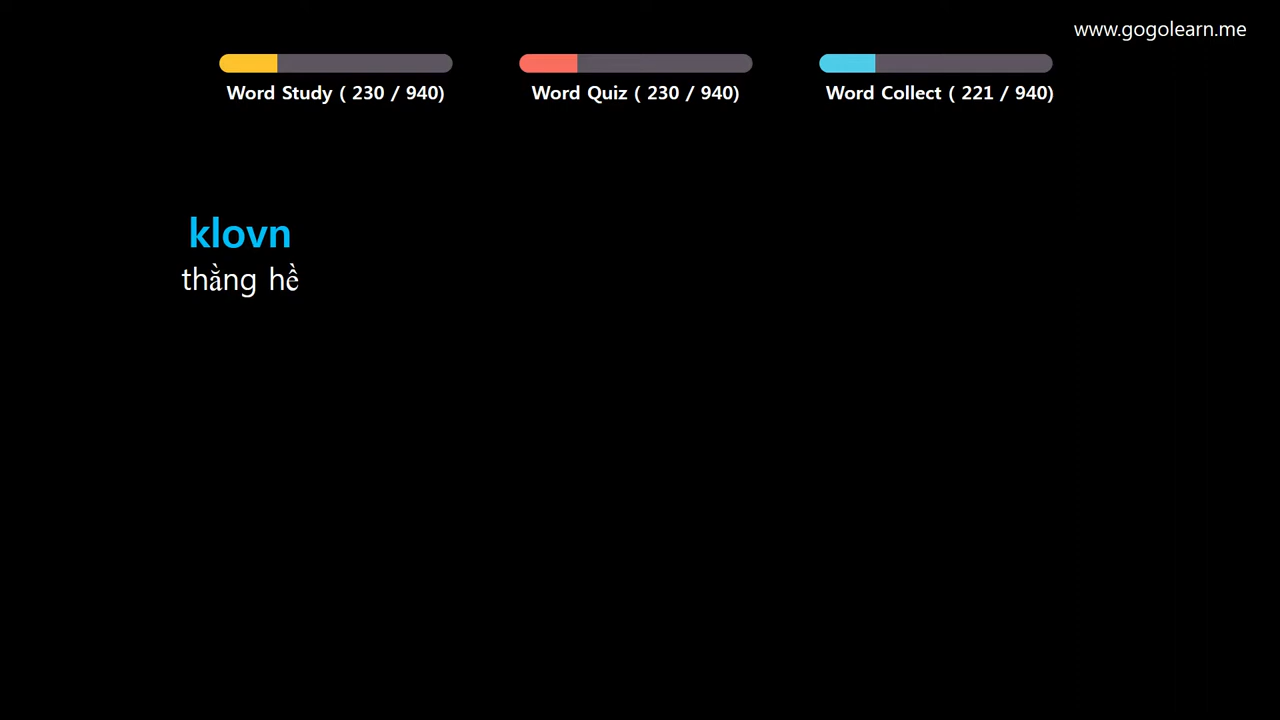 www.gogolearn.me
Word Study ( 230 / 940)
Word Quiz ( 230 / 940)
Word Collect ( 221 / 940)
klovn
thằng hề